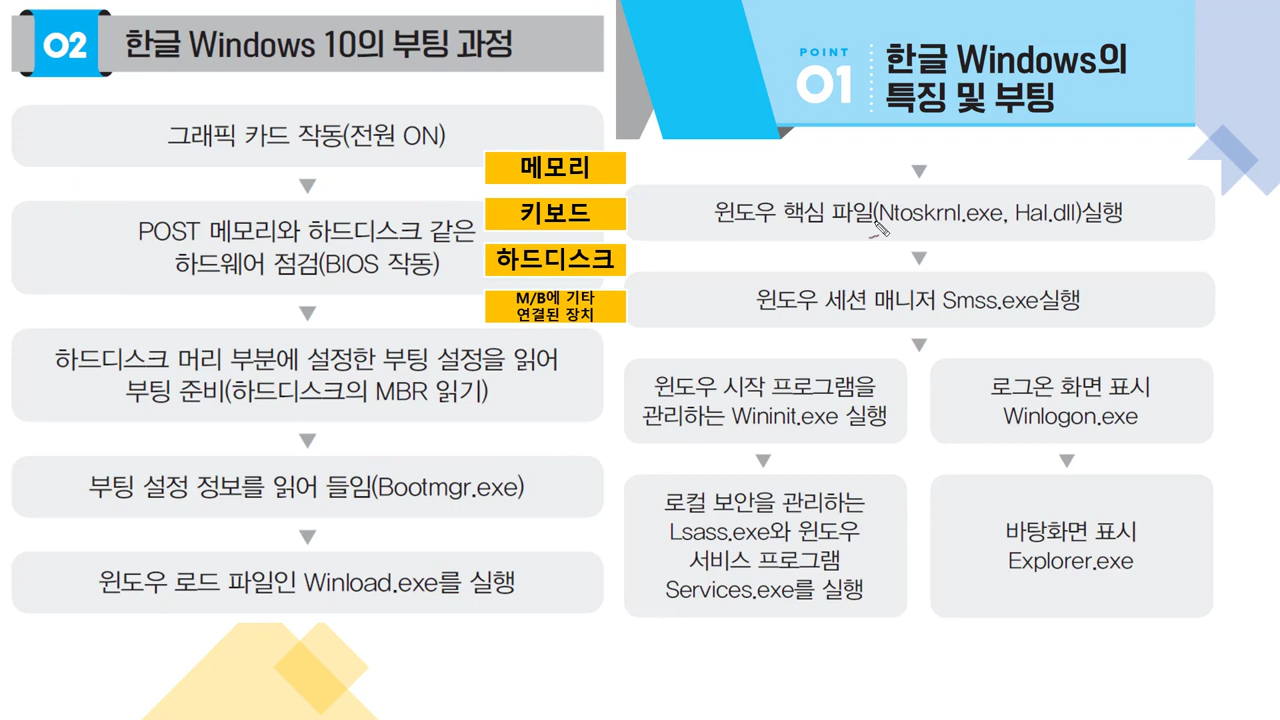 02 한글 Windows 10의 부팅 과정
그래픽 카드 작동(전원 ON)
POST 메모리와 하드디스크 같은
하드웨어 점검(BIOS 작동)
메모리
키보드
하드디스크
M/B에 기타
연결된 장치
하드디스크 머리 부분에 설정한 부팅 설정을 읽어
부팅 준비(하드디스크의 MBR 읽기)
부팅 설정 정보를 읽어 들임(Bootmgr.exe)
윈도우 로드 파일인 Winload.exe를 실행
POINT
01
한글 Windows의
특징 및 부팅
윈도우 핵심 파일(Ntoskrnl.exe, Hal.dll)실행
윈도우 세션 매니저 Smss.exe실행
윈도우 시작 프로그램을
관리하는 Wininit.exe 실행
로그온 화면 표시
Winlogon.exe
로컬 보안을 관리하는
Lsass.exe와 윈도우
서비스 프로그램
Services.exe를 실행
바탕화면 표시
Explorer.exe